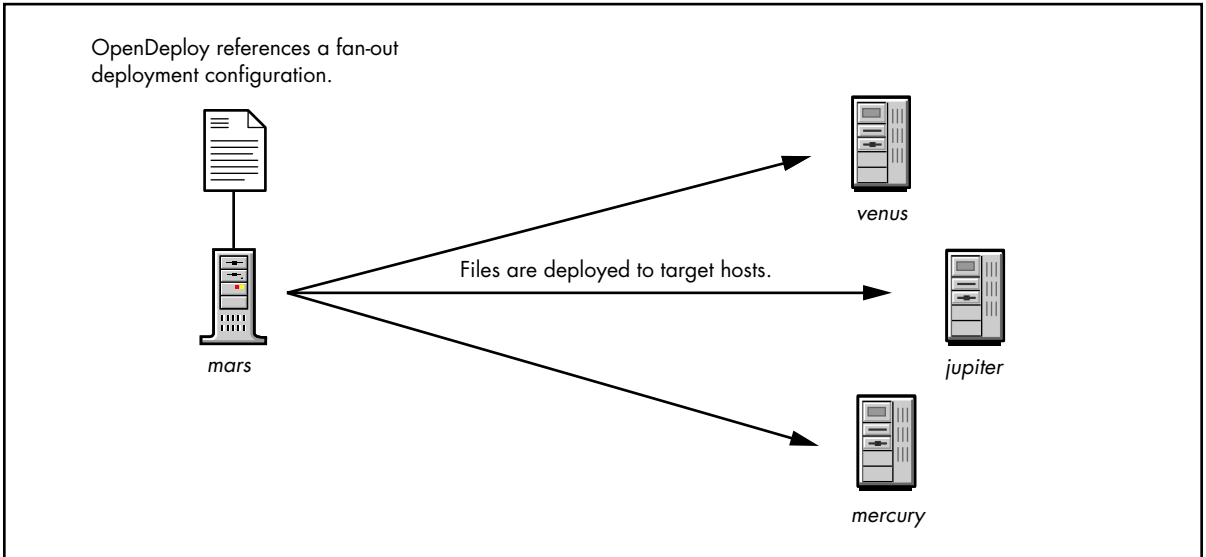 OpenDeploy references a fan-out
deployment configuration.
venus
Files are deployed to target hosts.
mars
jupiter
mercury